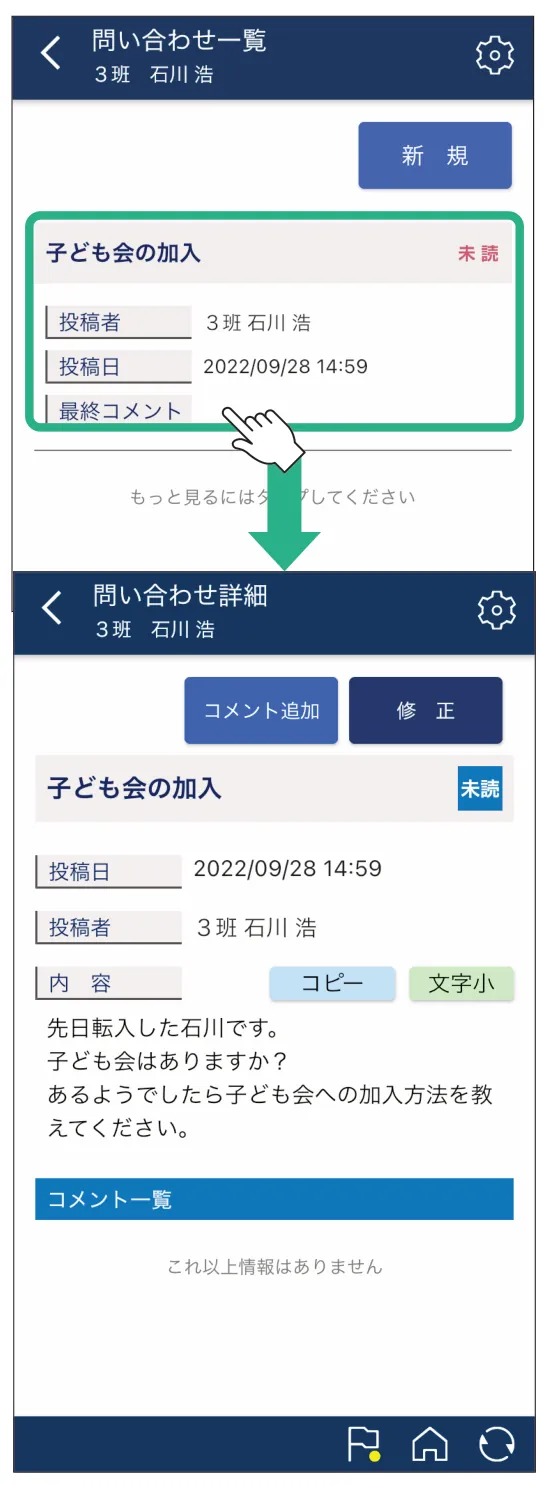 問い合わせ一覧
３班　石川 浩
新　規
子ども会の加入
未 読
投稿者
３班 石川 浩
投稿日
2022/09/28 14:59
最終コメント
もっと見るにはタップしてください
問い合わせ詳細
３班　石川 浩
コメント追加
修　正
子ども会の加入
未読
投稿日
2022/09/28 14:59
投稿者
３班 石川 浩
内　容
コピー
文字小
先日転入した石川です。
子ども会はありますか？
あるようでしたら子ども会への加入方法を教
えてください。
コメント一覧
これ以上情報はありません